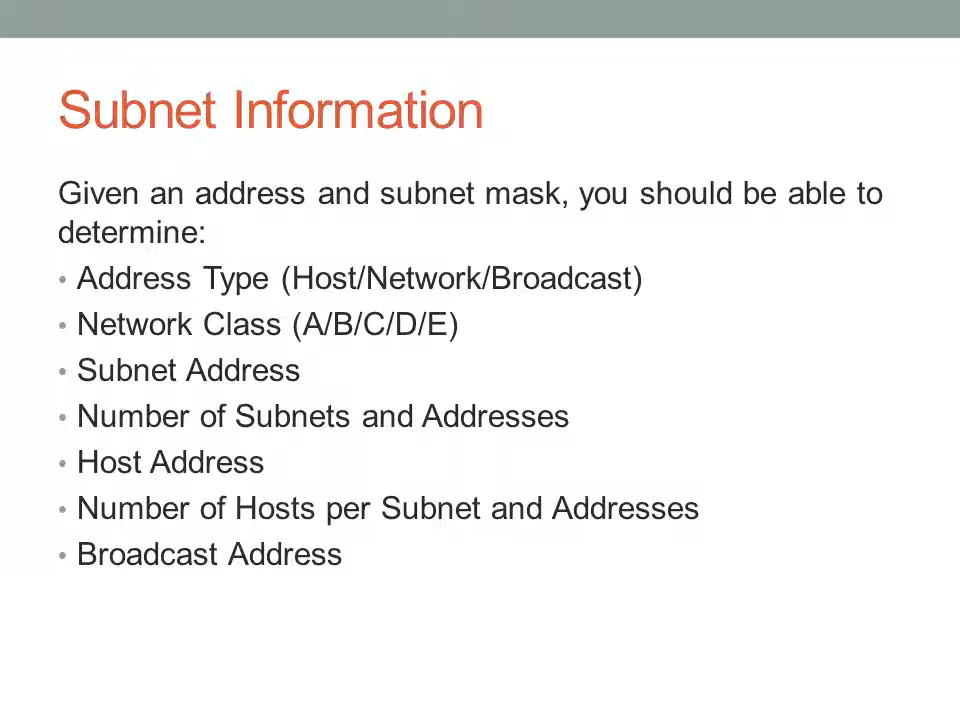 Subnet Information
Given an address and subnet mask, you should be able to
determine:
• Address Type (Host/Network/Broadcast)
• Network Class (A/B/C/D/E)
• Subnet Address
• Number of Subnets and Addresses
• Host Address
• Number of Hosts per Subnet and Addresses
• Broadcast Address